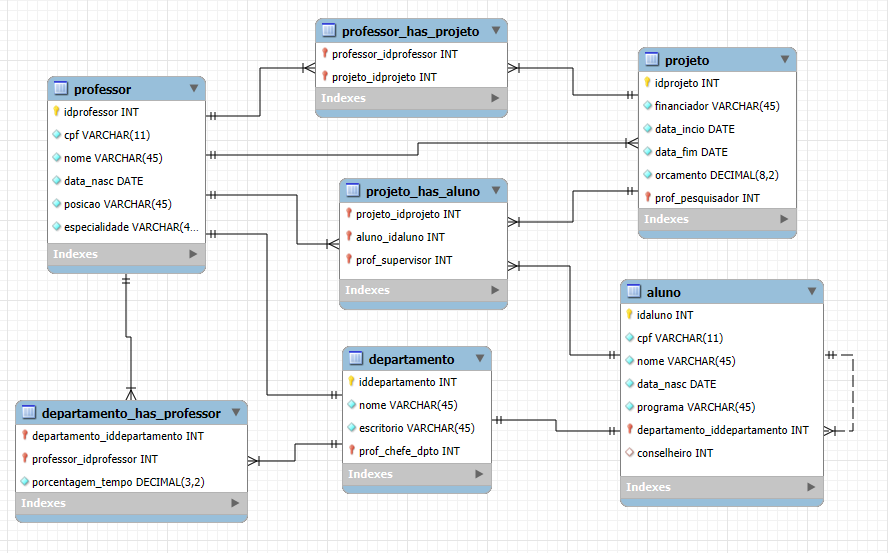 professor_has_projeto
professor_idprofessor INT
projeto_idprojeto INT
Indexes
projeto
idprojeto INT
financiador VARCHAR(45)
data_incio DATE
data_fim DATE
orcamento DECIMAL(8,2)
prof_pesquisador INT
Indexes
professor
idprofessor INT
cpf VARCHAR(11)
nome VARCHAR(45)
data_nasc DATE
posicao VARCHAR(45)
especialidade VARCHAR(4...
Indexes
projeto_has_aluno
projeto_idprojeto INT
aluno_idaluno INT
prof_supervisor INT
Indexes
aluno
idaluno INT
cpf VARCHAR(11)
nome VARCHAR(45)
data_nasc DATE
programa VARCHAR(45)
departamento_iddepartamento INT
conselheiro INT
Indexes
departamento
iddepartamento INT
nome VARCHAR(45)
escritorio VARCHAR(45)
prof_chefe_dpto INT
Indexes
departamento_has_professor
departamento_iddepartamento INT
professor_idprofessor INT
porcentagem_tempo DECIMAL(3,2)
Indexes